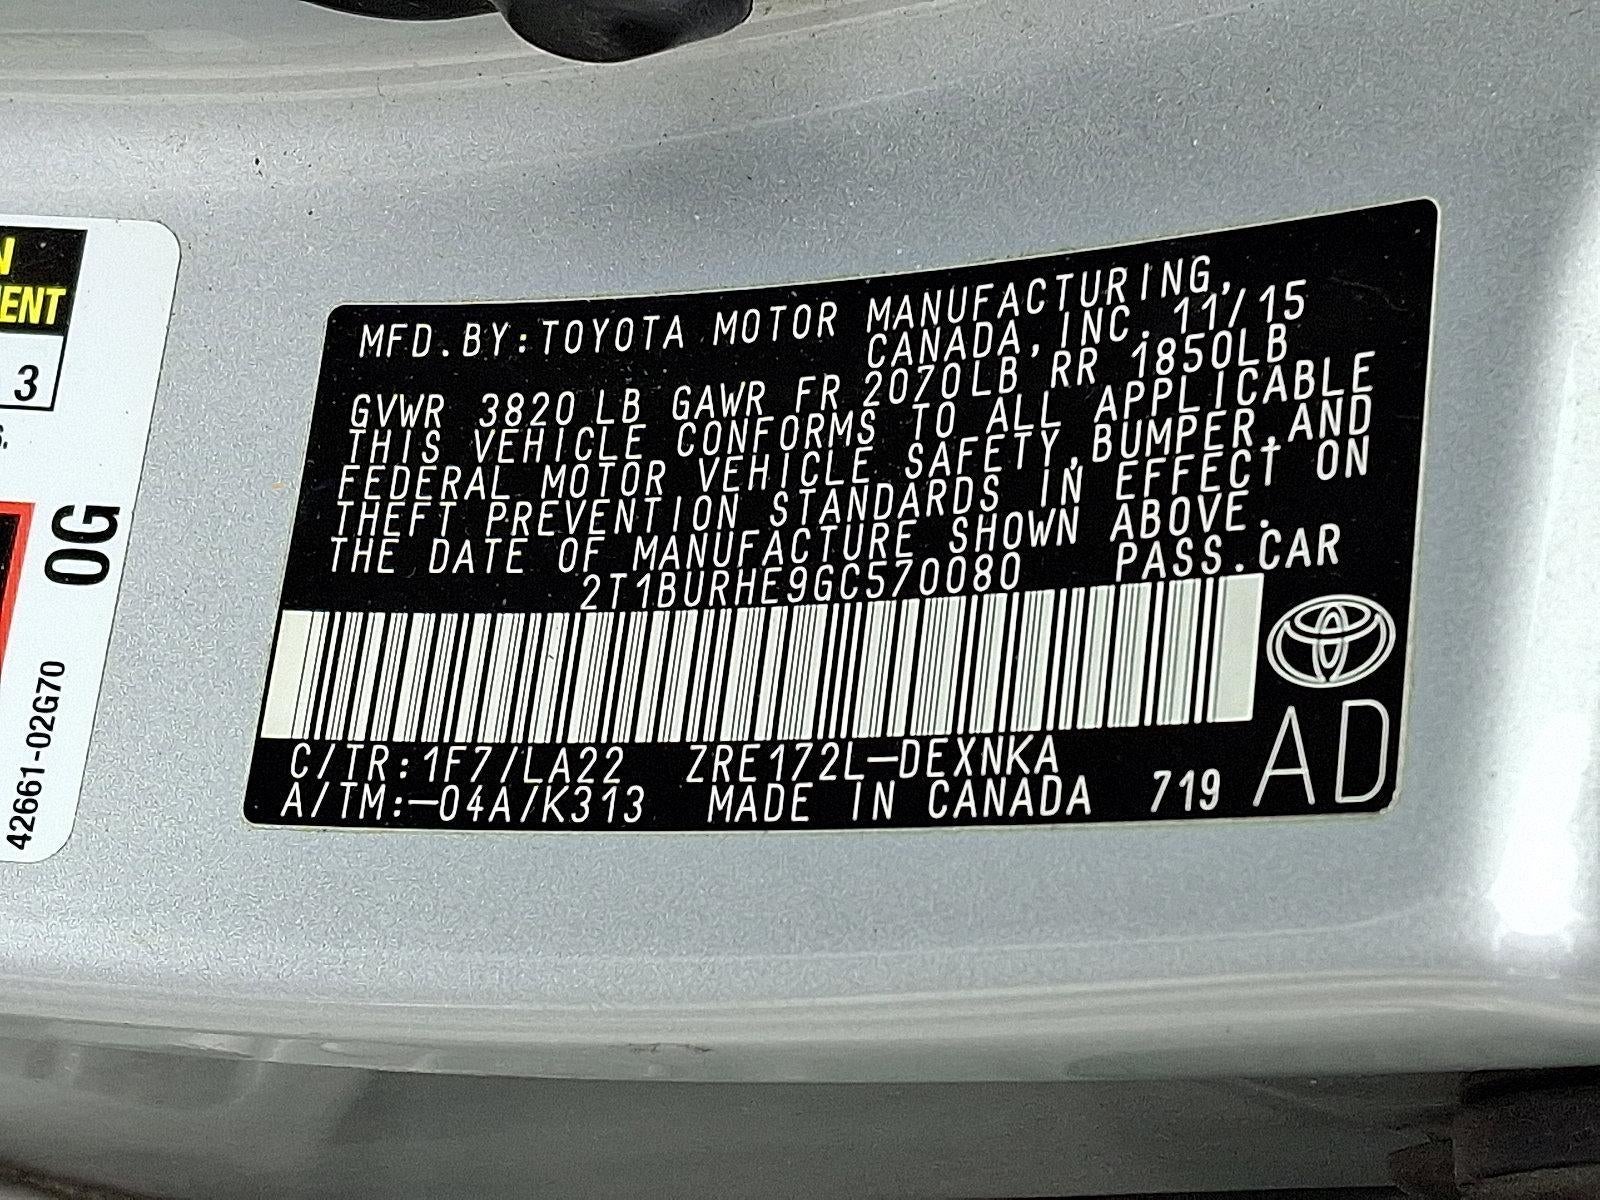 N
ENT
3
S.
0G
42661-02G70
MFD.BY:TOYOTA MOTOR MANUFACTURING,
CANADA,INC. 11/15
GVWR 3820 LB GAWR FR 2070LB RR 1850LB
THIS VEHICLE CONFORMS TO ALL APPLICABLE
FEDERAL MOTOR VEHICLE SAFETY,BUMPER,AND
THEFT PREVENTION STANDARDS IN EFFECT ON
THE DATE OF MANUFACTURE SHOWN ABOVE.
2T1BURHE9GC570080 PASS.CAR
C/TR:1F7/LA22 ZRE172L-DEXNKA
A/TM:-04A/K313 MADE IN CANADA 719 AD